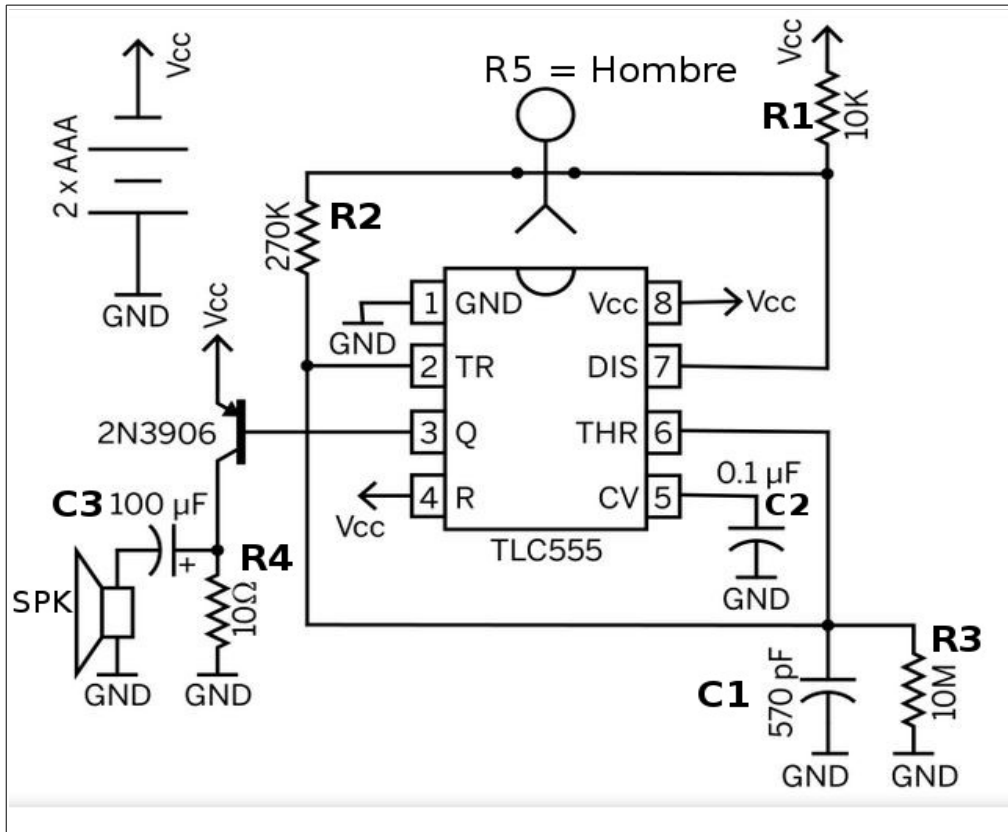 Vcc
2 x AAA
GND
R5 = Hombre
Vcc
R1
10K
R2
270K
Vcc
2N3906
C3 100 µF
+
R4
10Ω
SPK
GND
GND
1 GND
GND
2 TR
3 Q
4 R
Vcc
Vcc 8
Vcc
DIS 7
THR 6
CV 5
TLC555
0.1 µF
C2
GND
C1
570 pF
GND
R3
10M
GND